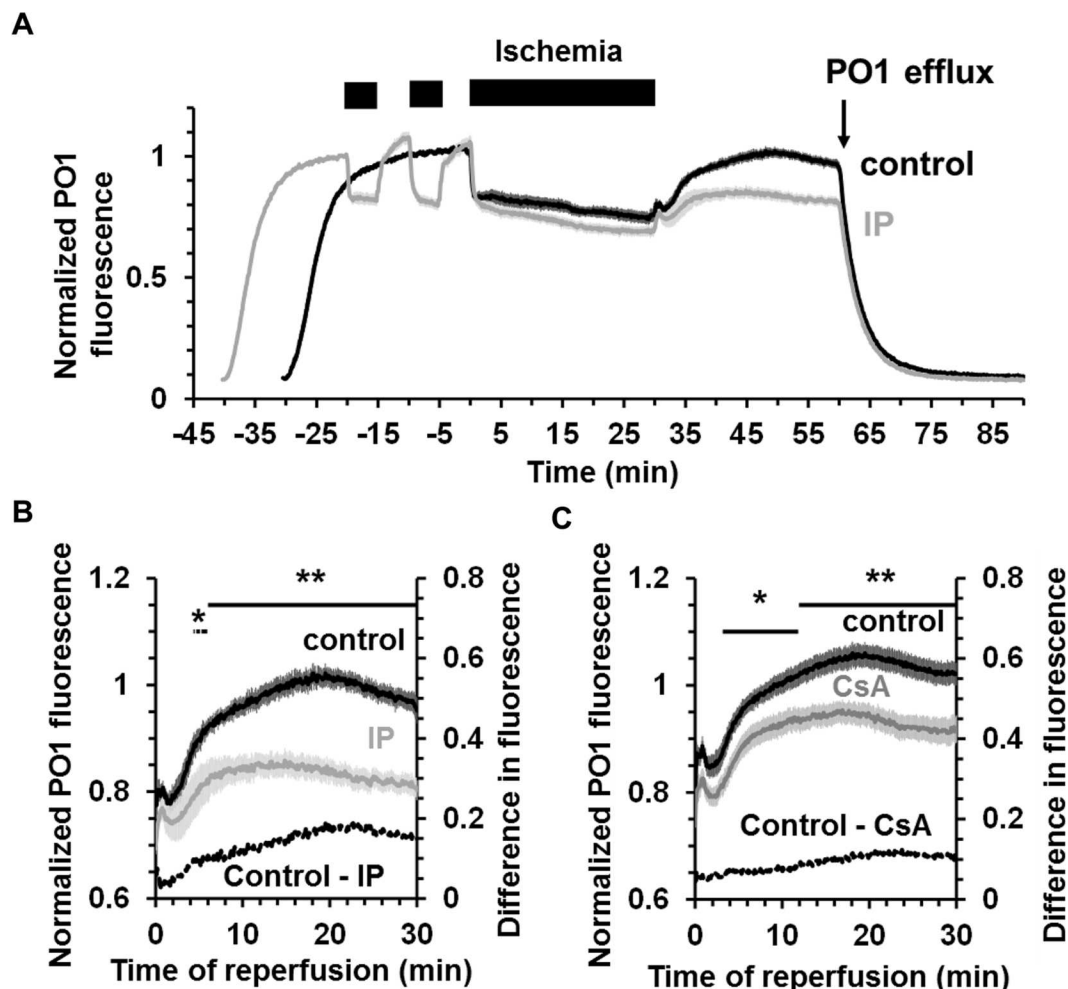 A
Ischemia
PO1 efflux
control
IP
Normalized PO1
fluorescence
1
0.5
0
-45 -35 -25 -15 -5 5 15 25 35 45 55 65 75 85
Time (min)
B
Normalized PO1 fluorescence
1.2
1
0.8
0.6
*
**
control
IP
Control - IP
0.8
0.6
0.4
0.2
0
Difference in fluorescence
0 10 20 30
Time of reperfusion (min)
C
Normalized PO1 fluorescence
1.2
1
0.8
0.6
*
**
control
CsA
Control - CsA
0.8
0.6
0.4
0.2
0
Difference in fluorescence
0 10 20 30
Time of reperfusion (min)